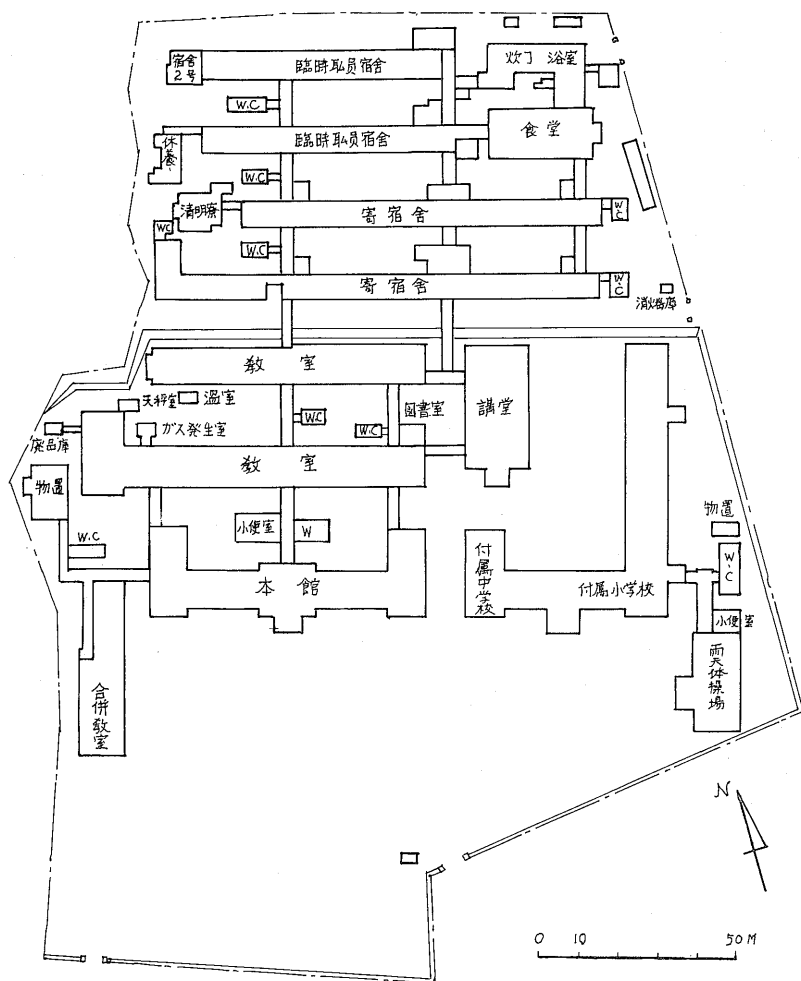 宿舎
2号
臨時耺員宿舎
炊丁 浴室
W.C
臨時耺員宿舎
食堂
休養
W.C
清明寮
寄宿舎
W.C
WC
W.C
寄宿舎
W.C
消火器庫
教室
天秤室
温室
図書室
講堂
W.C
W.C
廃品庫
ガス発生室
教室
物置
物置
小便室
W
W.C
付属中学校
W.C
本館
付属小学校
小便室
雨天体操場
合併教室
N
0 10 50M